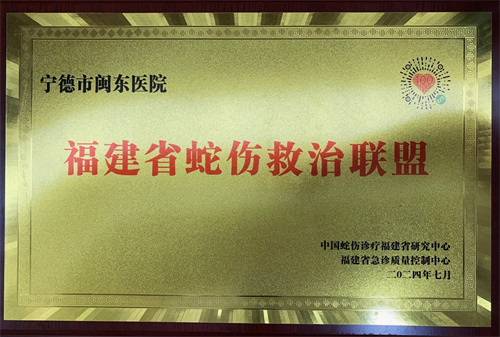 宁德市闽东医院
福建省蛇伤救治联盟
中国蛇伤诊疗福建省研究中心
福建省急诊质量控制中心
二〇二四年七月